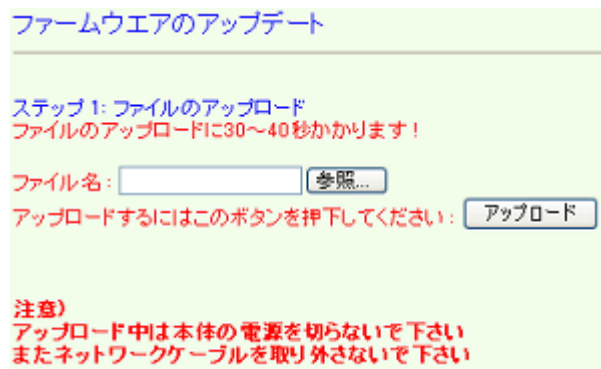 ファームウエアのアップデート
ステップ 1: ファイルのアップロード
ファイルのアップロードに30～40秒かかります！
ファイル名： 参照...
アップロードするにはこのボタンを押下してください： アップロード
注意)
アップロード中は本体の電源を切らないで下さい
またネットワークケーブルを取り外さないで下さい